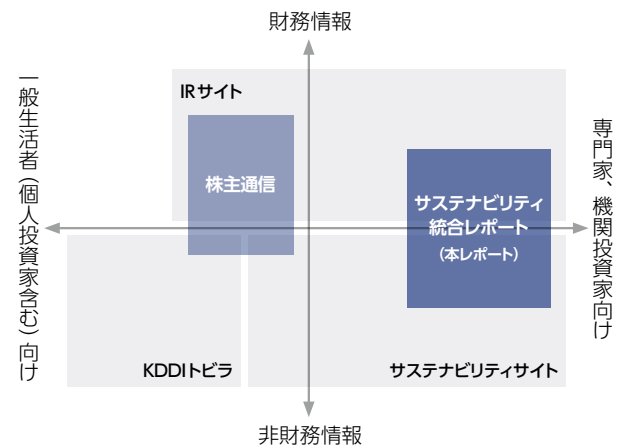 財務情報
一般生活者（個人投資家含む）向け
IRサイト
株主通信
サステナビリティ
統合レポート
（本レポート）
専門家、機関投資家向け
KDDIトビラ
サステナビリティサイト
非財務情報